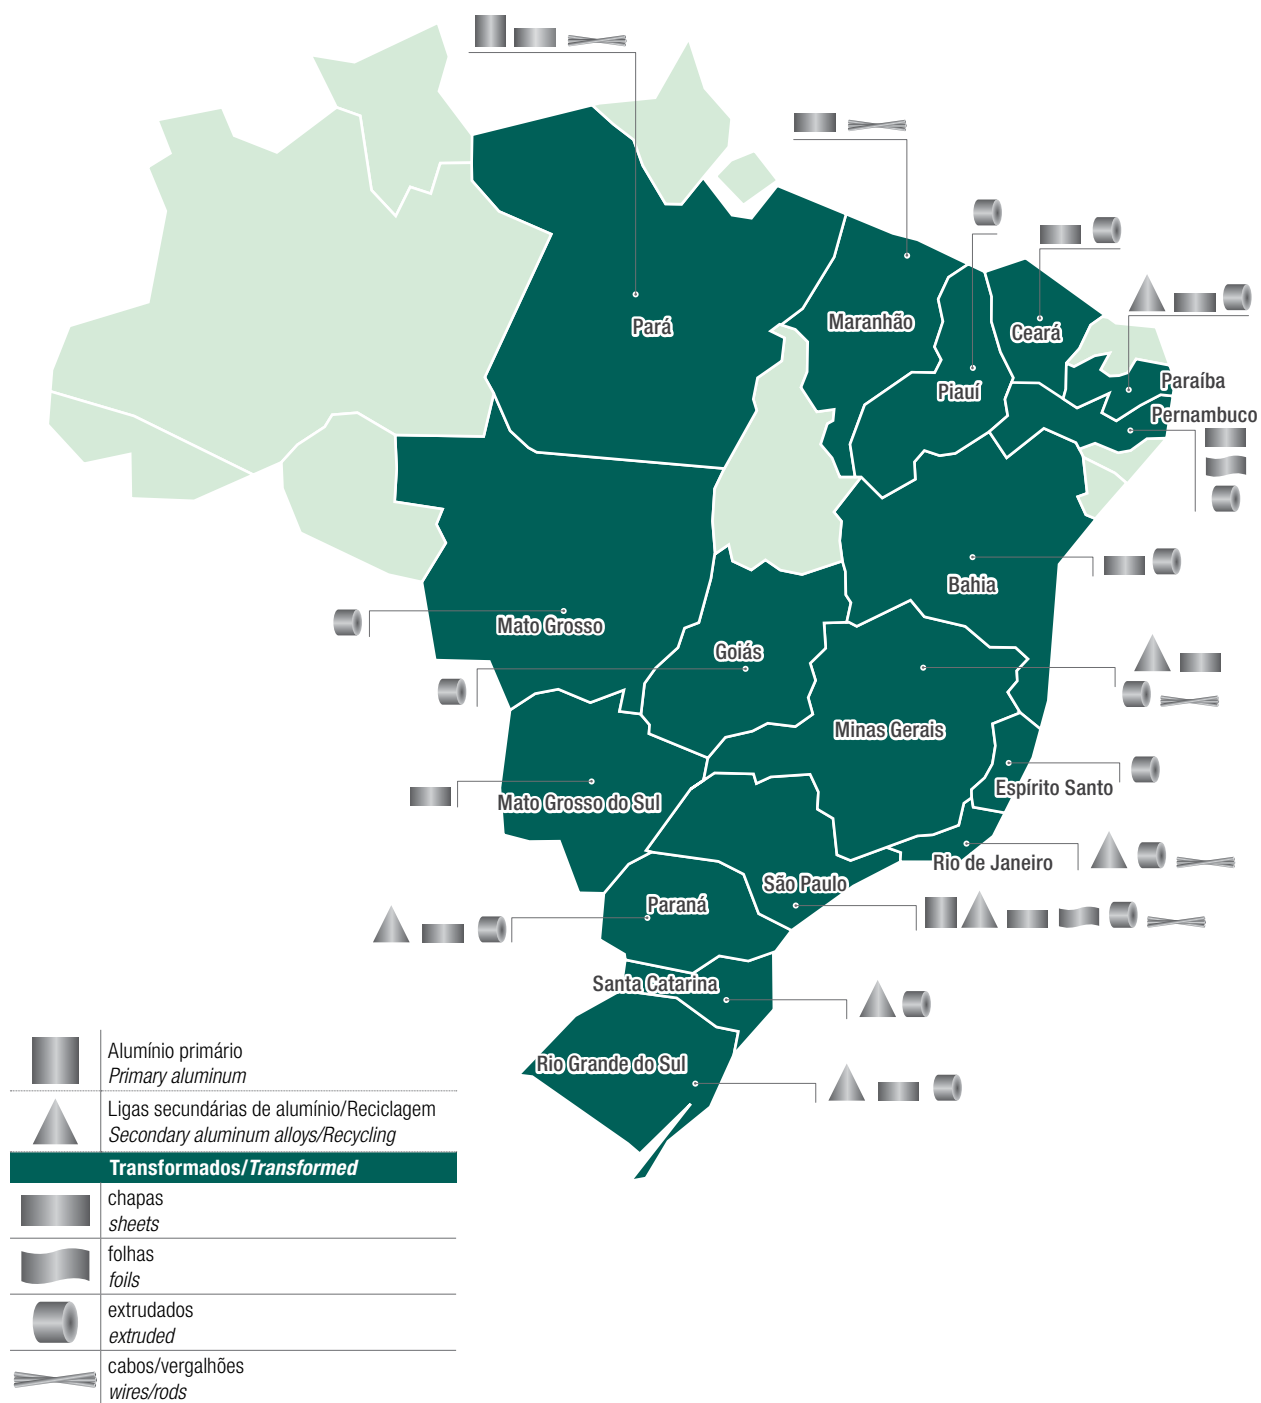 Pará
Maranhão
Ceará
Piauí
Paraíba
Pernambuco
Bahia
Mato Grosso
Goiás
Minas Gerais
Espírito Santo
Mato Grosso do Sul
Rio de Janeiro
São Paulo
Paraná
Santa Catarina
Rio Grande do Sul
Alumínio primário
Primary aluminum
Ligas secundárias de alumínio/Reciclagem
Secondary aluminum alloys/Recycling
Transformados/Transformed
chapas
sheets
folhas
foils
extrudados
extruded
cabos/vergalhões
wires/rods